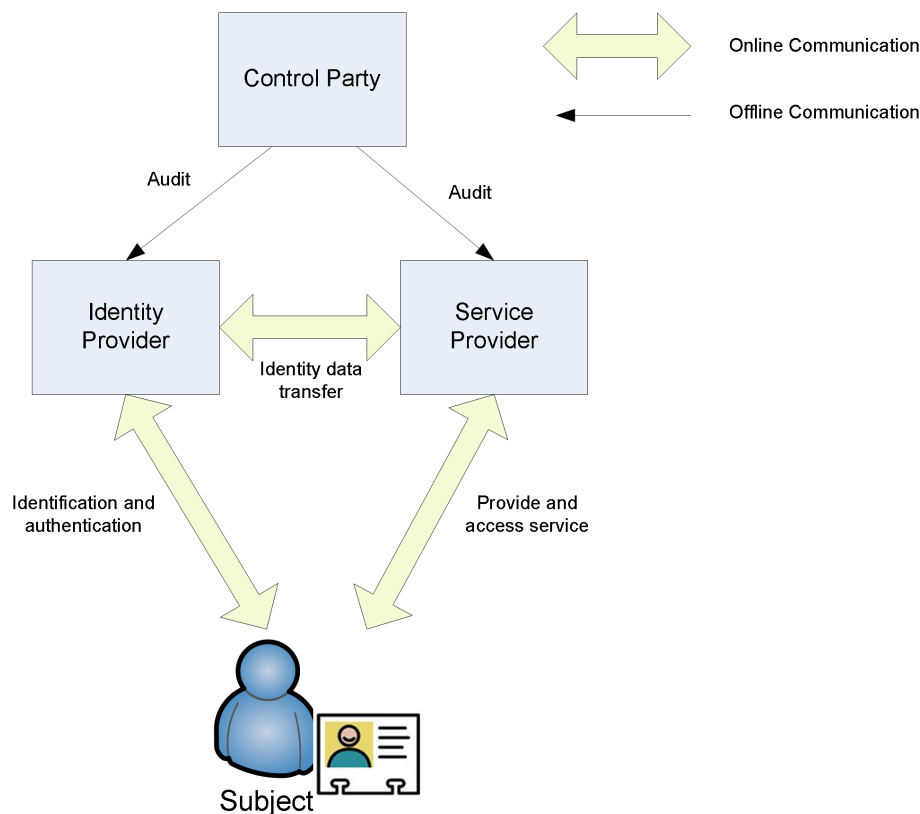 Control Party
Online Communication
Offline Communication
Audit
Audit
Identity
Provider
Service
Provider
Identity data
transfer
Identification and
authentication
Provide and
access service
Subject